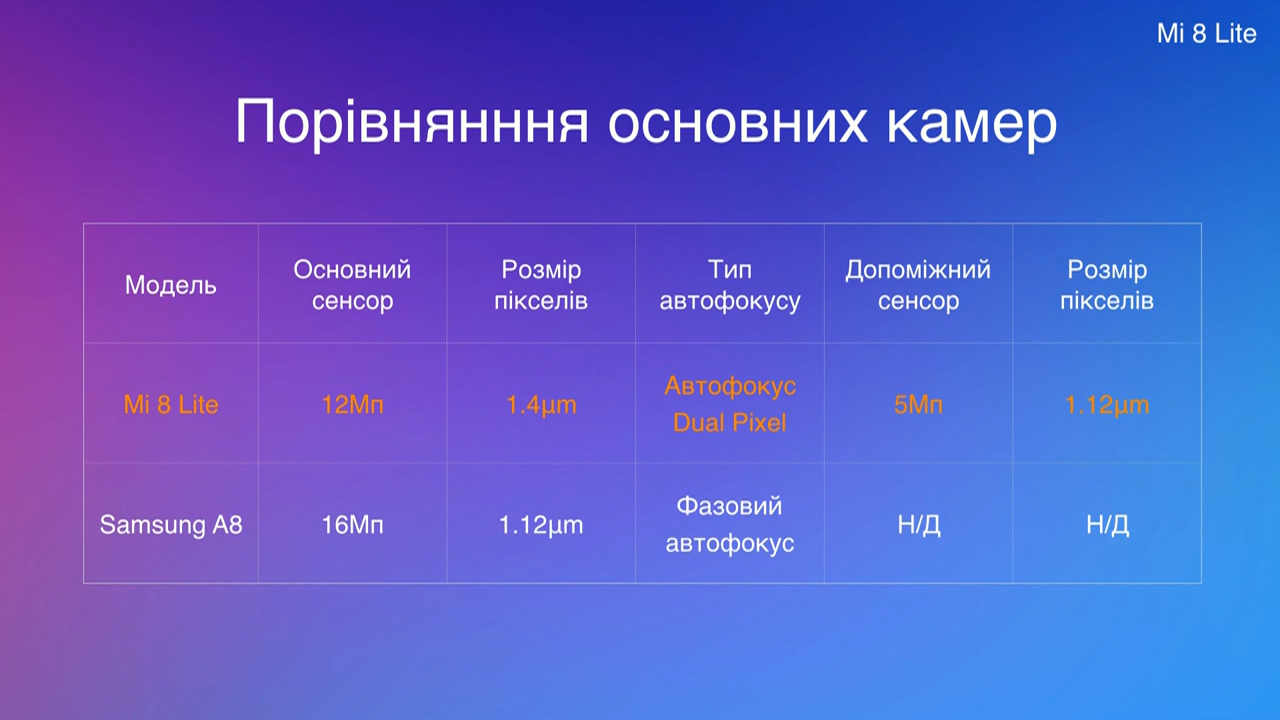 Mi 8 Lite
Порівнянння основних камер
Модель
Основний
сенсор
Розмір
пікселів
Тип
автофокусу
Допоміжний
сенсор
Розмір
пікселів
Mi 8 Lite
12Мп
1.4μm
Автофокус
Dual Pixel
5Мп
1.12μm
Samsung A8
16Мп
1.12μm
Фазовий
автофокус
Н/Д
Н/Д